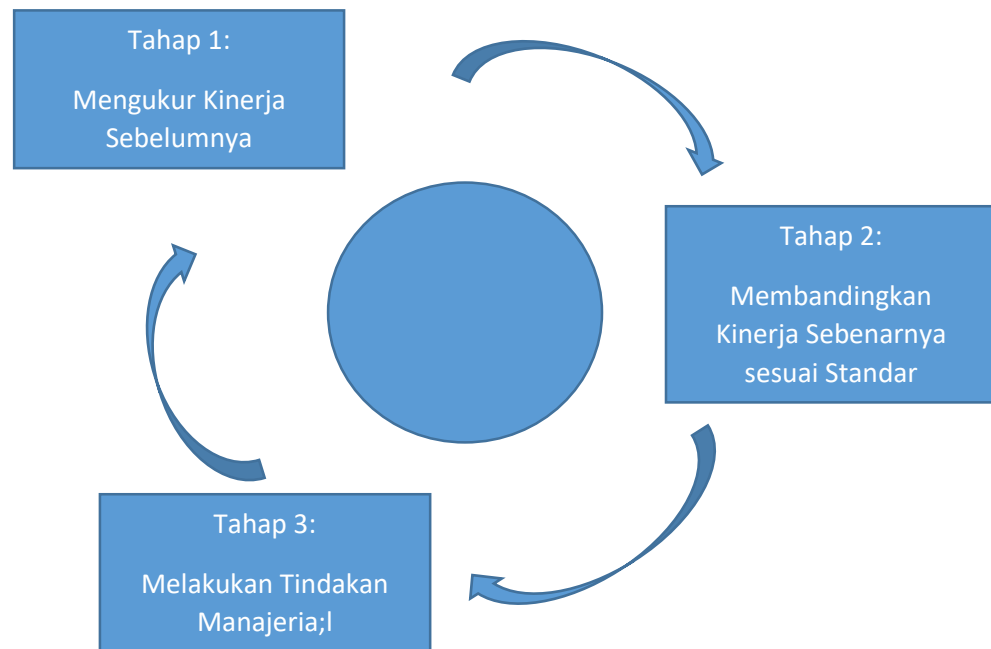 Tahap 1:
Mengukur Kinerja
Sebelumnya
Tahap 2:
Membandingkan
Kinerja Sebenarnya
sesuai Standar
Tahap 3:
Melakukan Tindakan
Manajeria;l